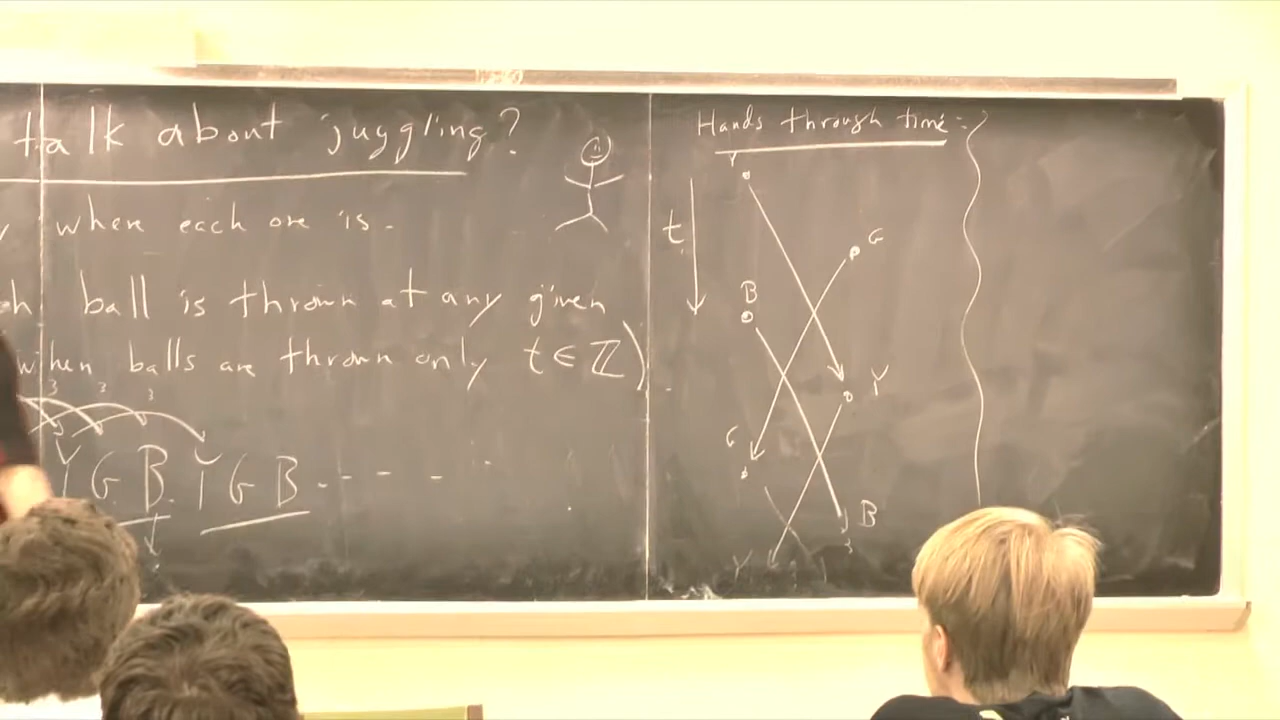 talk about juggling?
y where each one is.
ball is thrown at any given
when balls are thrown only t ∈ ℤ)
3 3 3
Y G B Y G B - - - -
Hands through time:
Y
t
G
B
Y
G
B
Y